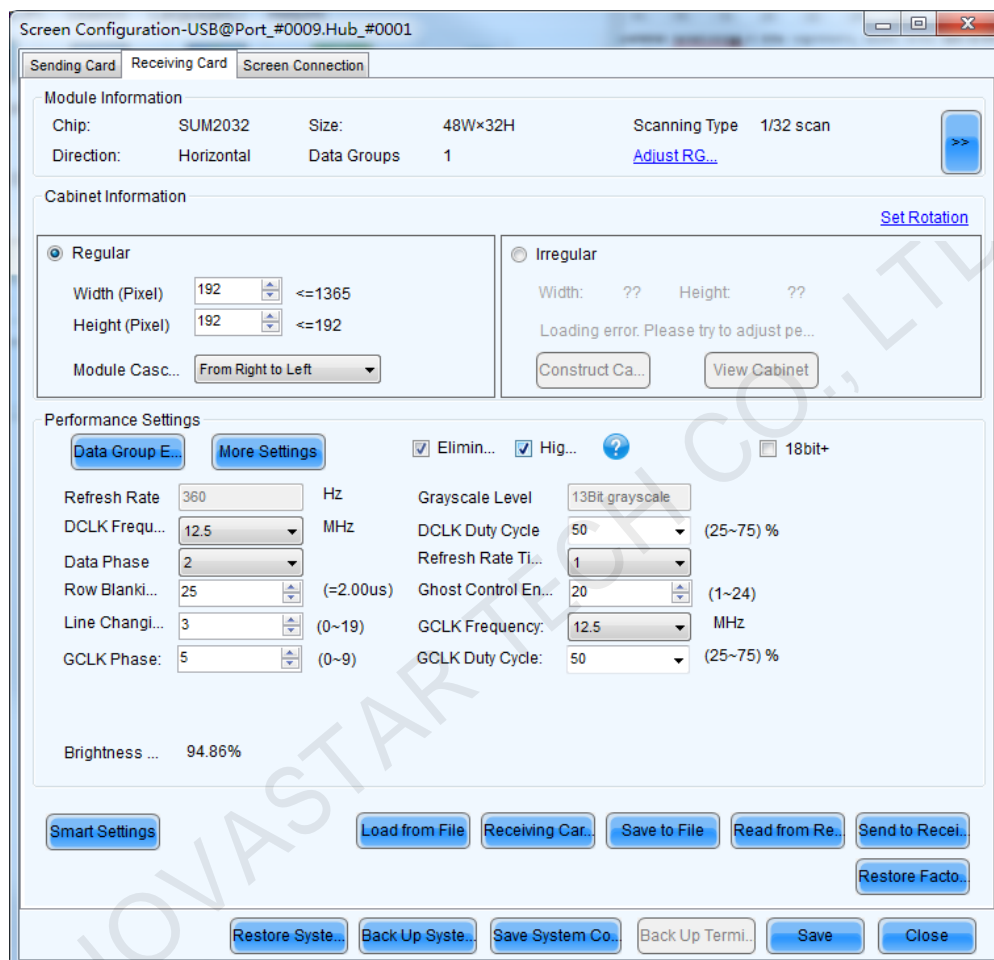 Screen Configuration-USB@Port_#0009.Hub_#0001
Sending Card Receiving Card Screen Connection
Module Information
Chip: SUM2032 Size: 48W×32H Scanning Type 1/32 scan
Direction: Horizontal Data Groups 1 Adjust RG...
>>
Cabinet Information
Set Rotation
Regular
Width (Pixel) 192 <=1365
Height (Pixel) 192 <=192
Module Casc... From Right to Left
Irregular
Width: ?? Height: ??
Loading error. Please try to adjust pe...
Construct Ca... View Cabinet
Performance Settings
Data Group E... More Settings Elimin... Hig... ? 18bit+
Refresh Rate 360 Hz Grayscale Level 13Bit grayscale
DCLK Frequ... 12.5 MHz DCLK Duty Cycle 50 (25~75) %
Data Phase 2 Refresh Rate Ti... 1
Row Blanki... 25 (=2.00us) Ghost Control En... 20 (1~24)
Line Changi... 3 (0~19) GCLK Frequency: 12.5 MHz
GCLK Phase: 5 (0~9) GCLK Duty Cycle: 50 (25~75) %
Brightness ... 94.86%
Smart Settings Load from File Receiving Car... Save to File Read from Re... Send to Recei...
Restore Facto...
Restore Syste... Back Up Syste... Save System Co... Back Up Termi... Save Close
NOVASTAR TECH CO., LTD